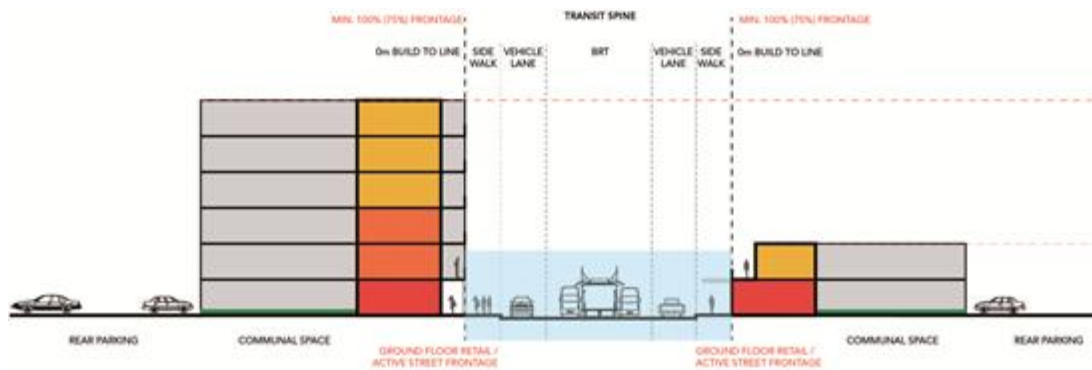 MIN. 100% (75%) FRONTAGE
TRANSIT SPINE
MIN. 100% (75%) FRONTAGE
0m BUILD TO LINE
SIDE
WALK
VEHICLE
LANE
BRT
VEHICLE
LANE
SIDE
WALK
0m BUILD TO LINE
REAR PARKING
COMMUNAL SPACE
GROUND FLOOR RETAIL /
ACTIVE STREET FRONTAGE
GROUND FLOOR RETAIL /
ACTIVE STREET FRONTAGE
COMMUNAL SPACE
REAR PARKING